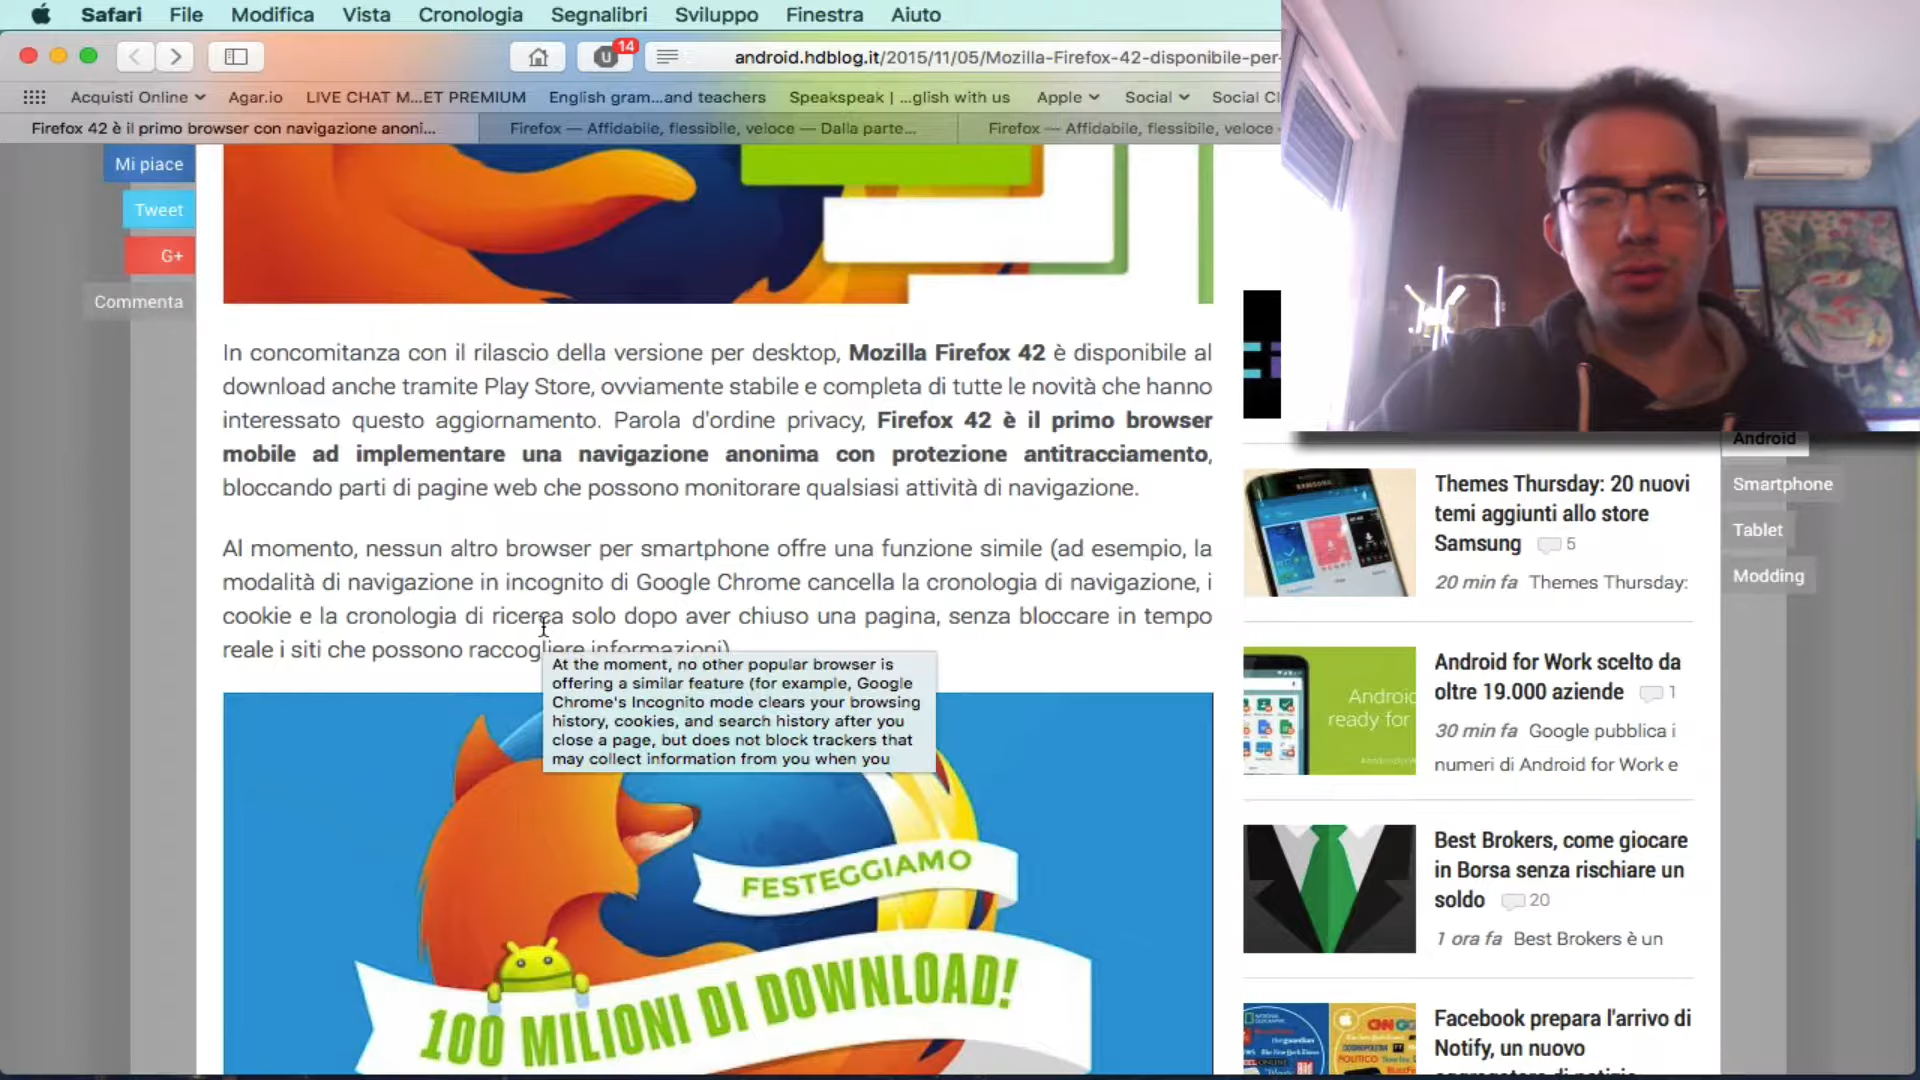 Safari File Modifica Vista Cronologia Segnalibri Sviluppo Finestra Aiuto
14
android.hdblog.it/2015/11/05/Mozilla-Firefox-42-disponibile-per-
Acquisti Online Agar.io LIVE CHAT M...ET PREMIUM English gram...and teachers Speakspeak | ...glish with us Apple Social Social Cl
Firefox 42 è il primo browser con navigazione anoni... Firefox — Affidabile, flessibile, veloce — Dalla parte... Firefox — Affidabile, flessibile, veloce
Mi piace
Tweet
G+
Commenta
In concomitanza con il rilascio della versione per desktop, Mozilla Firefox 42 è disponibile al
download anche tramite Play Store, ovviamente stabile e completa di tutte le novità che hanno
interessato questo aggiornamento. Parola d'ordine privacy, Firefox 42 è il primo browser
mobile ad implementare una navigazione anonima con protezione antitracciamento,
bloccando parti di pagine web che possono monitorare qualsiasi attività di navigazione.
Al momento, nessun altro browser per smartphone offre una funzione simile (ad esempio, la
modalità di navigazione in incognito di Google Chrome cancella la cronologia di navigazione, i
cookie e la cronologia di ricerca solo dopo aver chiuso una pagina, senza bloccare in tempo
reale i siti che possono raccogliere informazioni)
At the moment, no other popular browser is
offering a similar feature (for example, Google
Chrome's Incognito mode clears your browsing
history, cookies, and search history after you
close a page, but does not block trackers that
may collect information from you when you
FESTEGGIAMO
100 MILIONI DI DOWNLOAD!
Android
Smartphone
Tablet
Modding
SAMSUNG
Themes Thursday: 20 nuovi
temi aggiunti allo store
Samsung 5
20 min fa Themes Thursday:
Android
ready for
Android for Work scelto da
oltre 19.000 aziende 1
30 min fa Google pubblica i
numeri di Android for Work e
Best Brokers, come giocare
in Borsa senza rischiare un
soldo 20
1 ora fa Best Brokers è un
Facebook prepara l'arrivo di
Notify, un nuovo